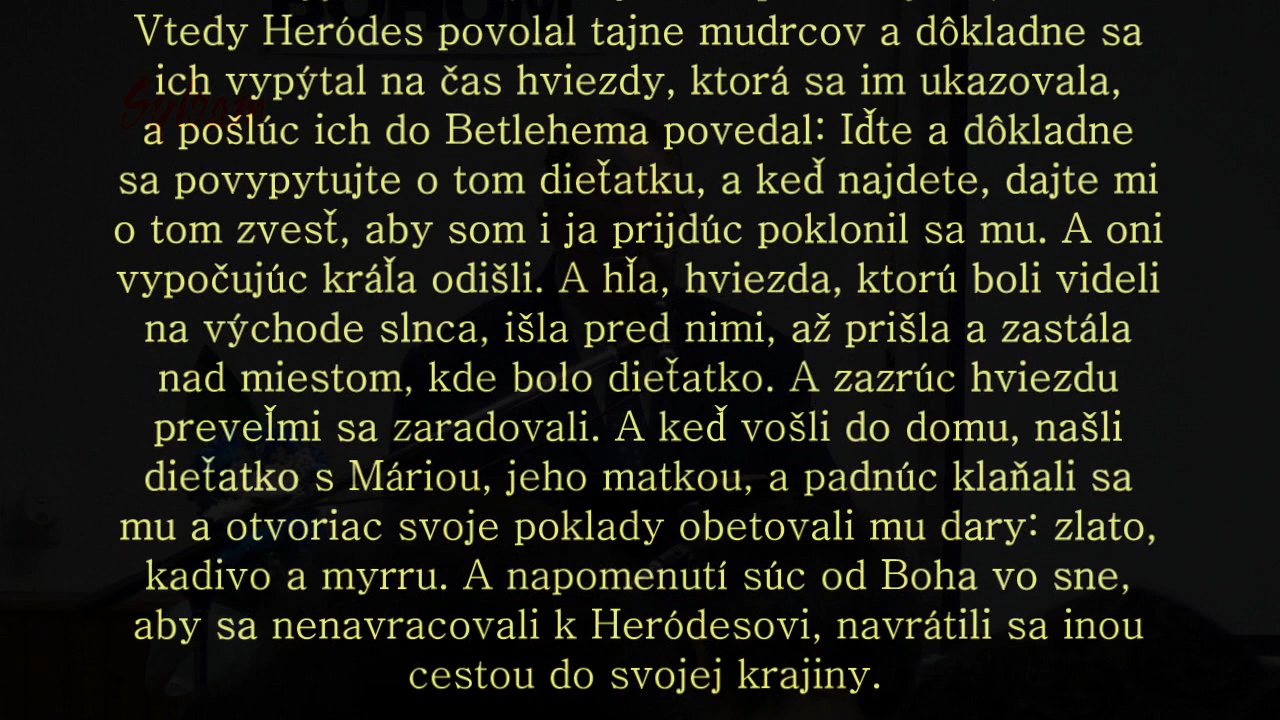 Vtedy Heródes povolal tajne mudrcov a dôkladne sa
ich vypýtal na čas hviezdy, ktorá sa im ukazovala,
a pošlúc ich do Betlehema povedal: Iďte a dôkladne
sa povypytujte o tom dieťatku, a keď najdete, dajte mi
o tom zvesť, aby som i ja prijdúc poklonil sa mu. A oni
vypočujúc kráľa odišli. A hľa, hviezda, ktorú boli videli
na východe slnca, išla pred nimi, až prišla a zastála
nad miestom, kde bolo dieťatko. A zazrúc hviezdu
preveľmi sa zaradovali. A keď vošli do domu, našli
dieťatko s Máriou, jeho matkou, a padnúc klaňali sa
mu a otvoriac svoje poklady obetovali mu dary: zlato,
kadivo a myrru. A napomenutí súc od Boha vo sne,
aby sa nenavracovali k Heródesovi, navrátili sa inou
cestou do svojej krajiny.